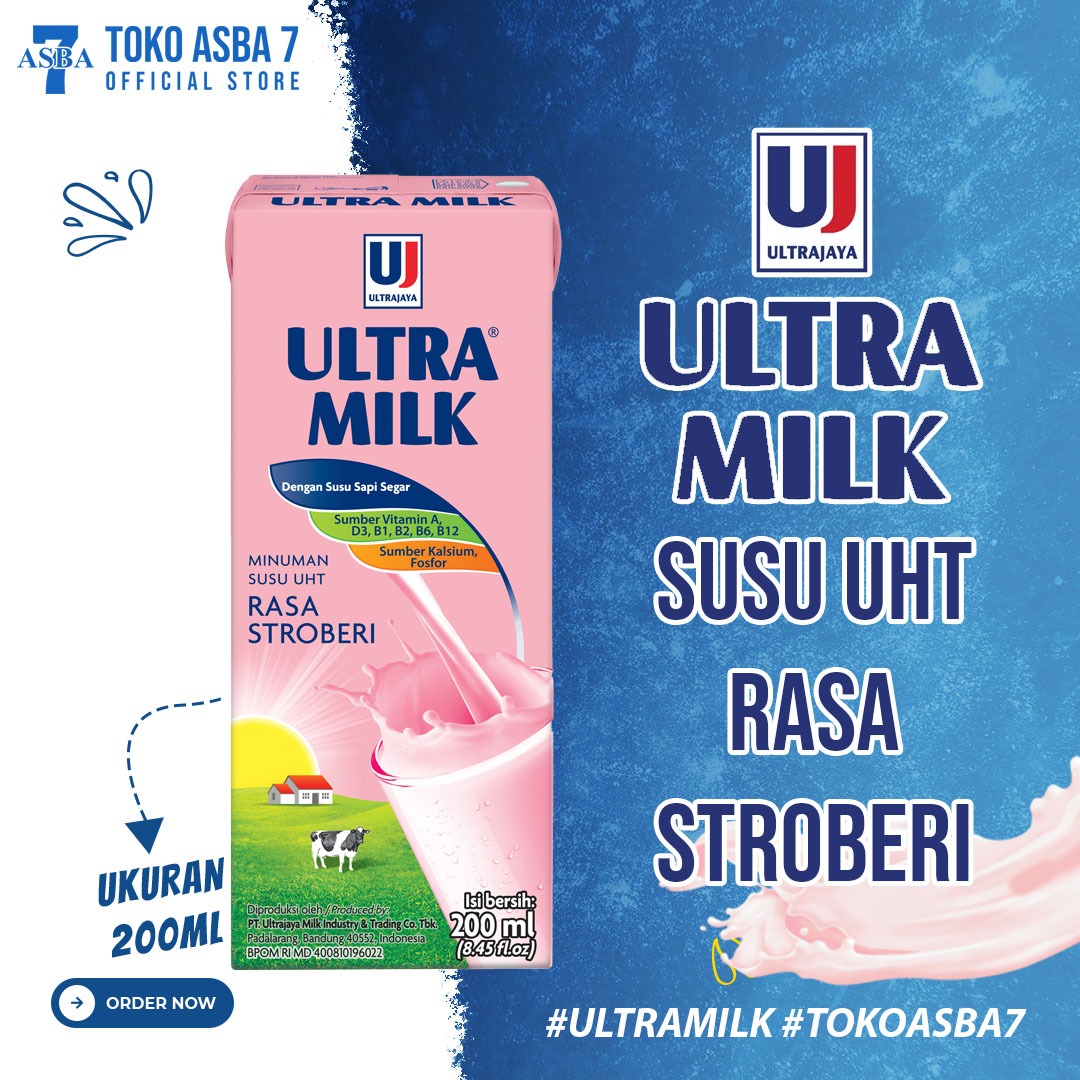 7
ASBA
TOKO ASBA 7
OFFICIAL STORE
ULTRA MILK
UJ
ULTRAJAYA
ULTRA®
MILK
Dengan Susu Sapi Segar
Sumber Vitamin A,
D3, B1, B2, B6, B12
Sumber Kalsium,
Fosfor
MINUMAN
SUSU UHT
RASA
STROBERI
Diproduksi oleh / Produced by:
PT. Ultrajaya Milk Industry & Trading Co. Tbk.
Padalarang, Bandung 40552, Indonesia
BPOM RI MD 400810196022
Isi bersih:
200 ml
(8.45 fl.oz)
UKURAN
200ML
ORDER NOW
UJ
ULTRAJAYA
ULTRA
MILK
SUSU UHT
RASA
STROBERI
#ULTRAMILK #TOKOASBA7